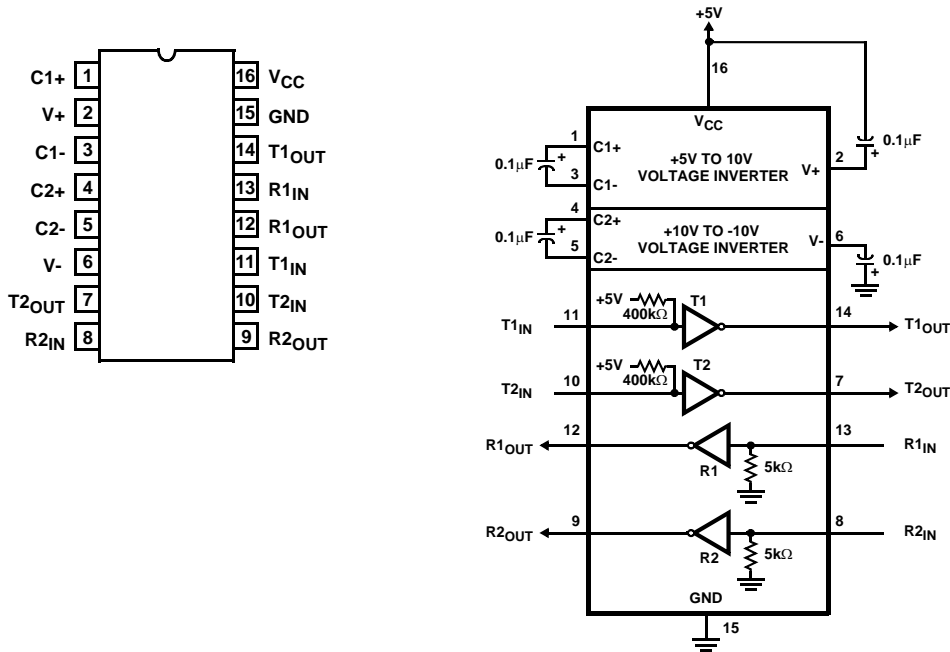 C1+ 1 16 VCC
V+ 2 15 GND
C1- 3 14 T1OUT
C2+ 4 13 R1IN
C2- 5 12 R1OUT
V- 6 11 T1IN
T2OUT 7 10 T2IN
R2IN 8 9 R2OUT
+5V
16
VCC
1
C1+
0.1µF
+
3
C1-
+5V TO 10V
VOLTAGE INVERTER
V+
2
+
0.1µF
4
C2+
0.1µF
+
5
C2-
+10V TO -10V
VOLTAGE INVERTER
V-
6
0.1µF
+
T1IN
11
+5V
400kΩ
T1
14
T1OUT
T2IN
10
+5V
400kΩ
T2
7
T2OUT
R1OUT
12
R1
5kΩ
13
R1IN
R2OUT
9
R2
5kΩ
8
R2IN
GND
15